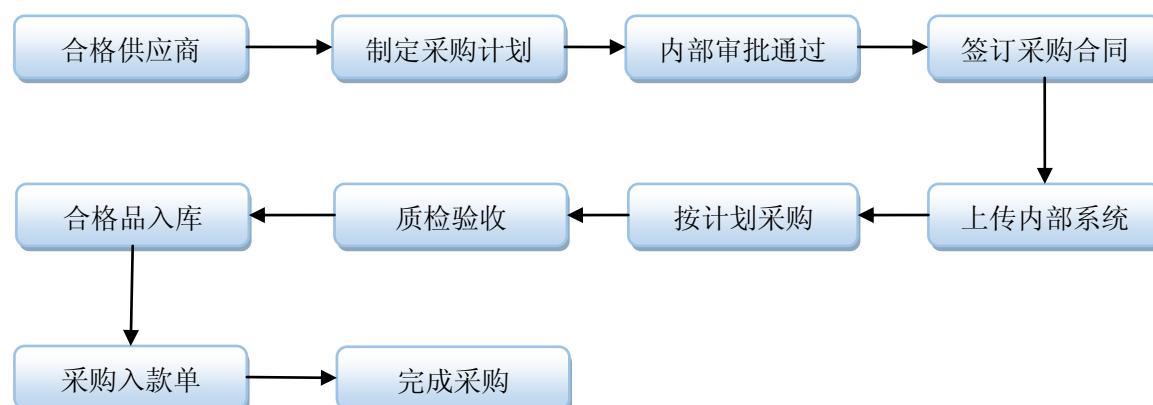 合格供应商
制定采购计划
内部审批通过
签订采购合同
上传内部系统
按计划采购
质检验收
合格品入库
采购入款单
完成采购